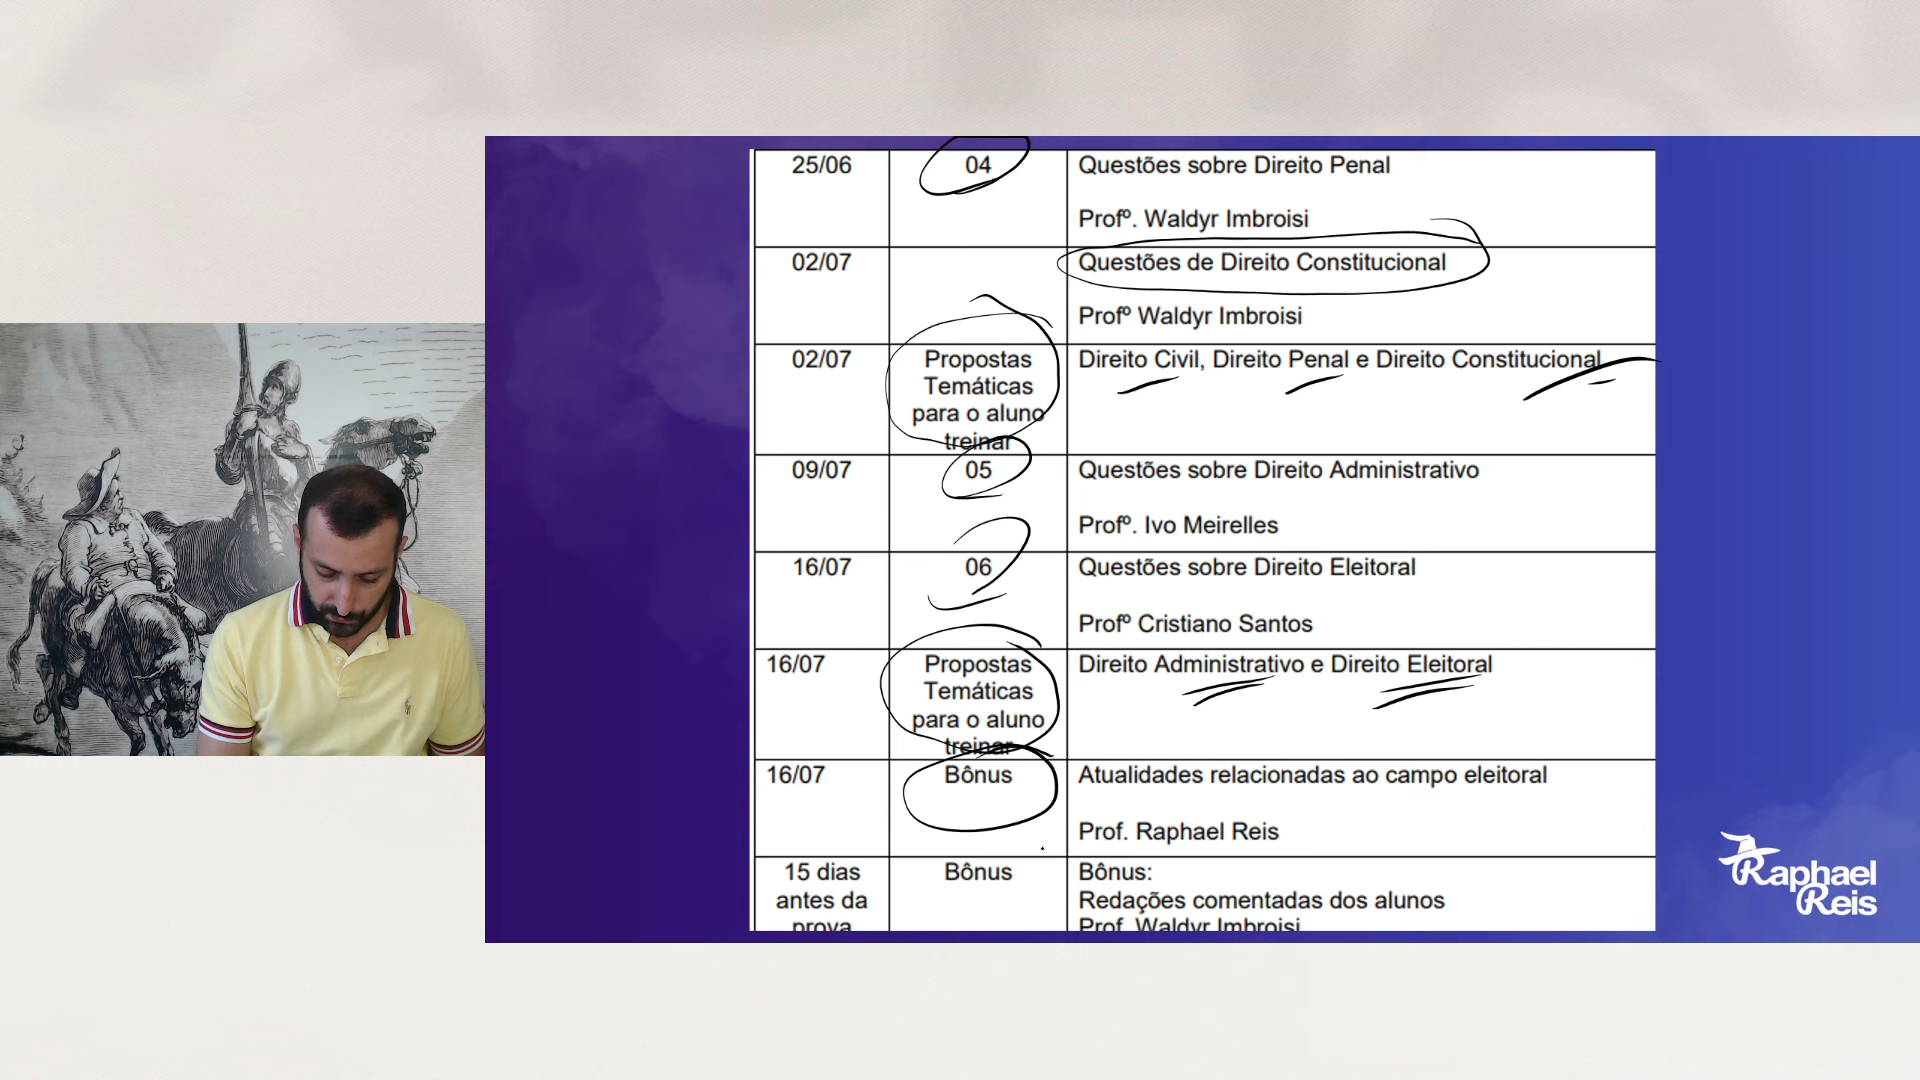 25/06 04 Questões sobre Direito Penal
Profº. Waldyr Imbroisi
02/07 Questões de Direito Constitucional
Profº Waldyr Imbroisi
02/07 Propostas Direito Civil, Direito Penal e Direito Constitucional
Temáticas
para o aluno
treinar
09/07 05 Questões sobre Direito Administrativo
Profº. Ivo Meirelles
16/07 06 Questões sobre Direito Eleitoral
Profº Cristiano Santos
16/07 Propostas Direito Administrativo e Direito Eleitoral
Temáticas
para o aluno
treinar
16/07 Bônus Atualidades relacionadas ao campo eleitoral
Prof. Raphael Reis
15 dias Bônus Bônus:
antes da Redações comentadas dos alunos
prova Prof. Waldyr Imbroisi
Raphael
Reis